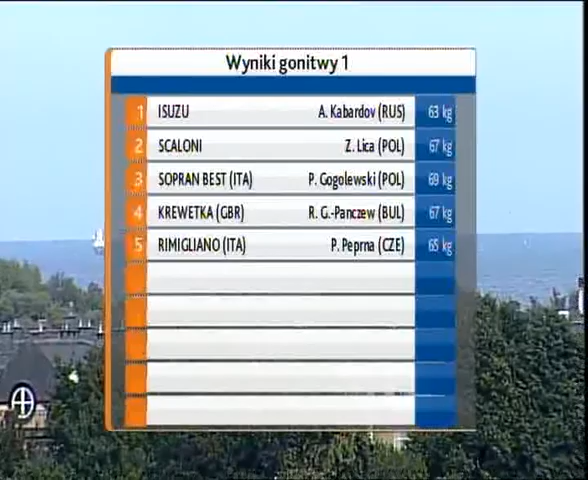 Wyniki gonitwy 1
1 ISUZU A. Kabardov (RUS) 63 kg
2 SCALONI Z. Lica (POL) 67 kg
3 SOPRAN BEST (ITA) P. Gogolewski (POL) 69 kg
4 KREWETKA (GBR) R. G.-Panczew (BUL) 67 kg
5 RIMIGLIANO (ITA) P. Peprna (CZE) 65 kg